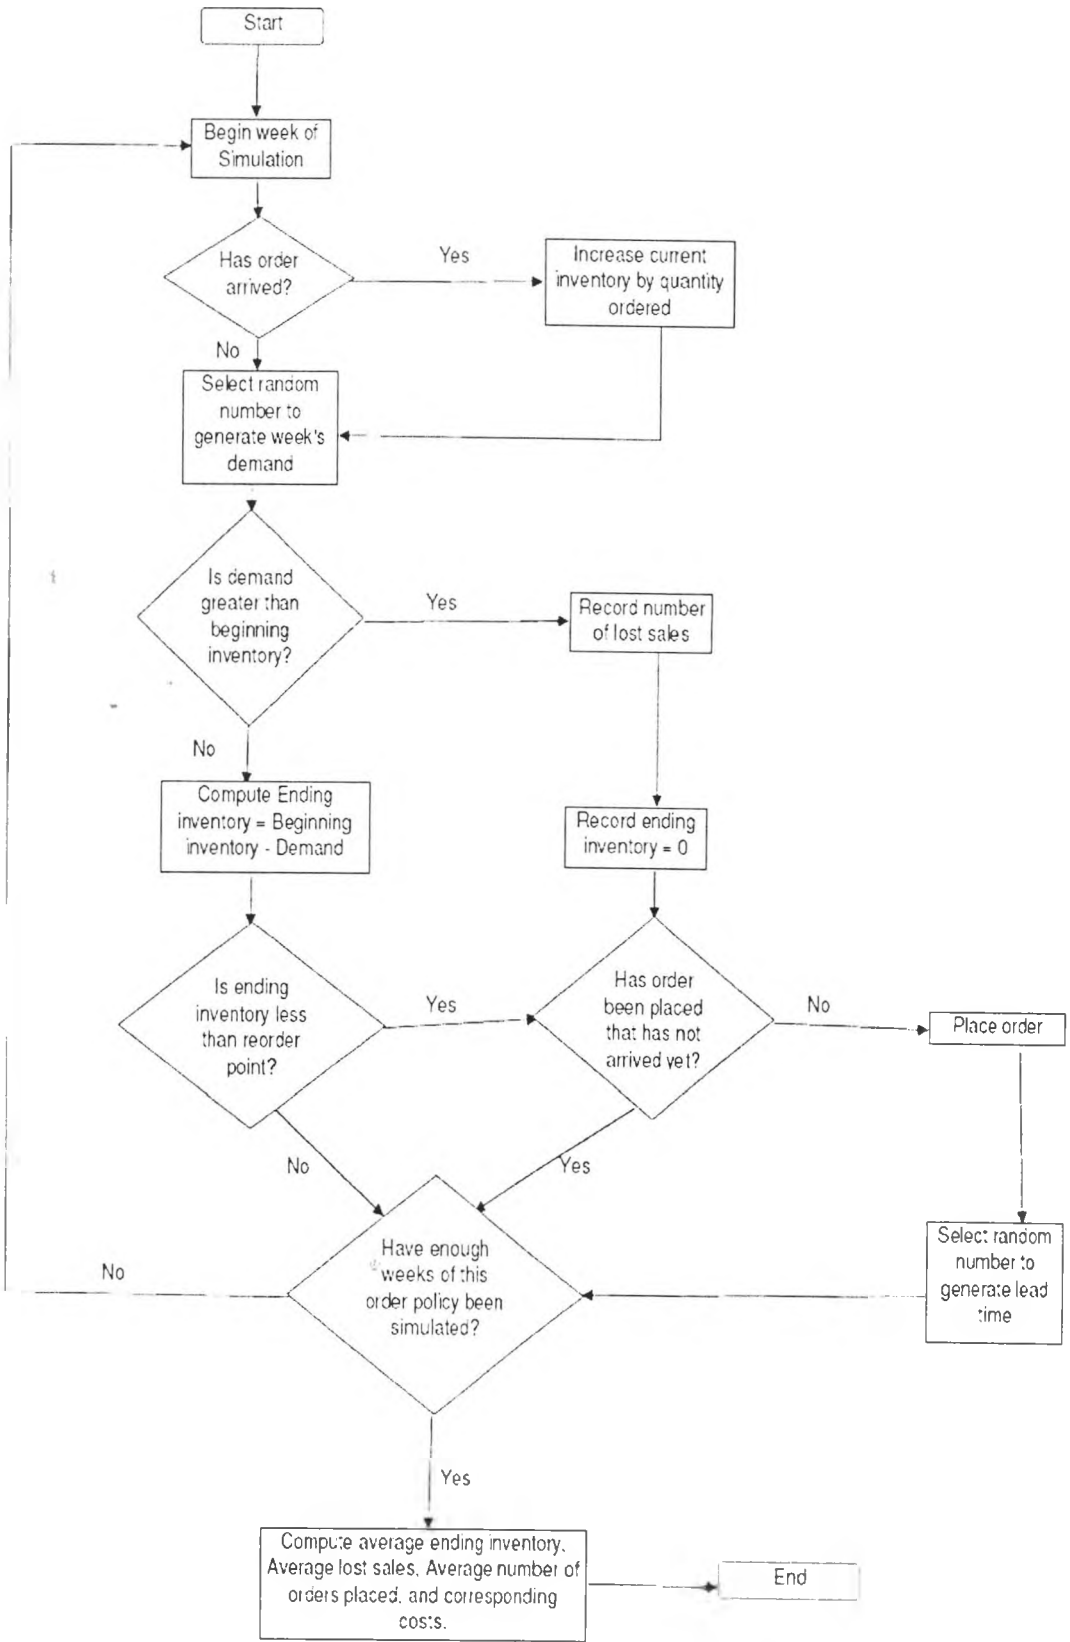 Start
Begin week of
Simulation
Has order
arrived?
Yes
Increase current
inventory by quantity
ordered
No
Select random
number to
generate week's
demand
Is demand
greater than
beginning
inventory?
Yes
Record number
of lost sales
No
Compute Ending
inventory = Beginning
inventory - Demand
Record ending
inventory = 0
Is ending
inventory less
than reorder
point?
Yes
Has order
been placed
that has not
arrived yet?
No
Place order
No
Yes
Have enough
weeks of this
order policy been
simulated?
No
Select random
number to
generate lead
time
Yes
Compute average ending inventory,
Average lost sales, Average number of
orders placed, and corresponding
costs.
End